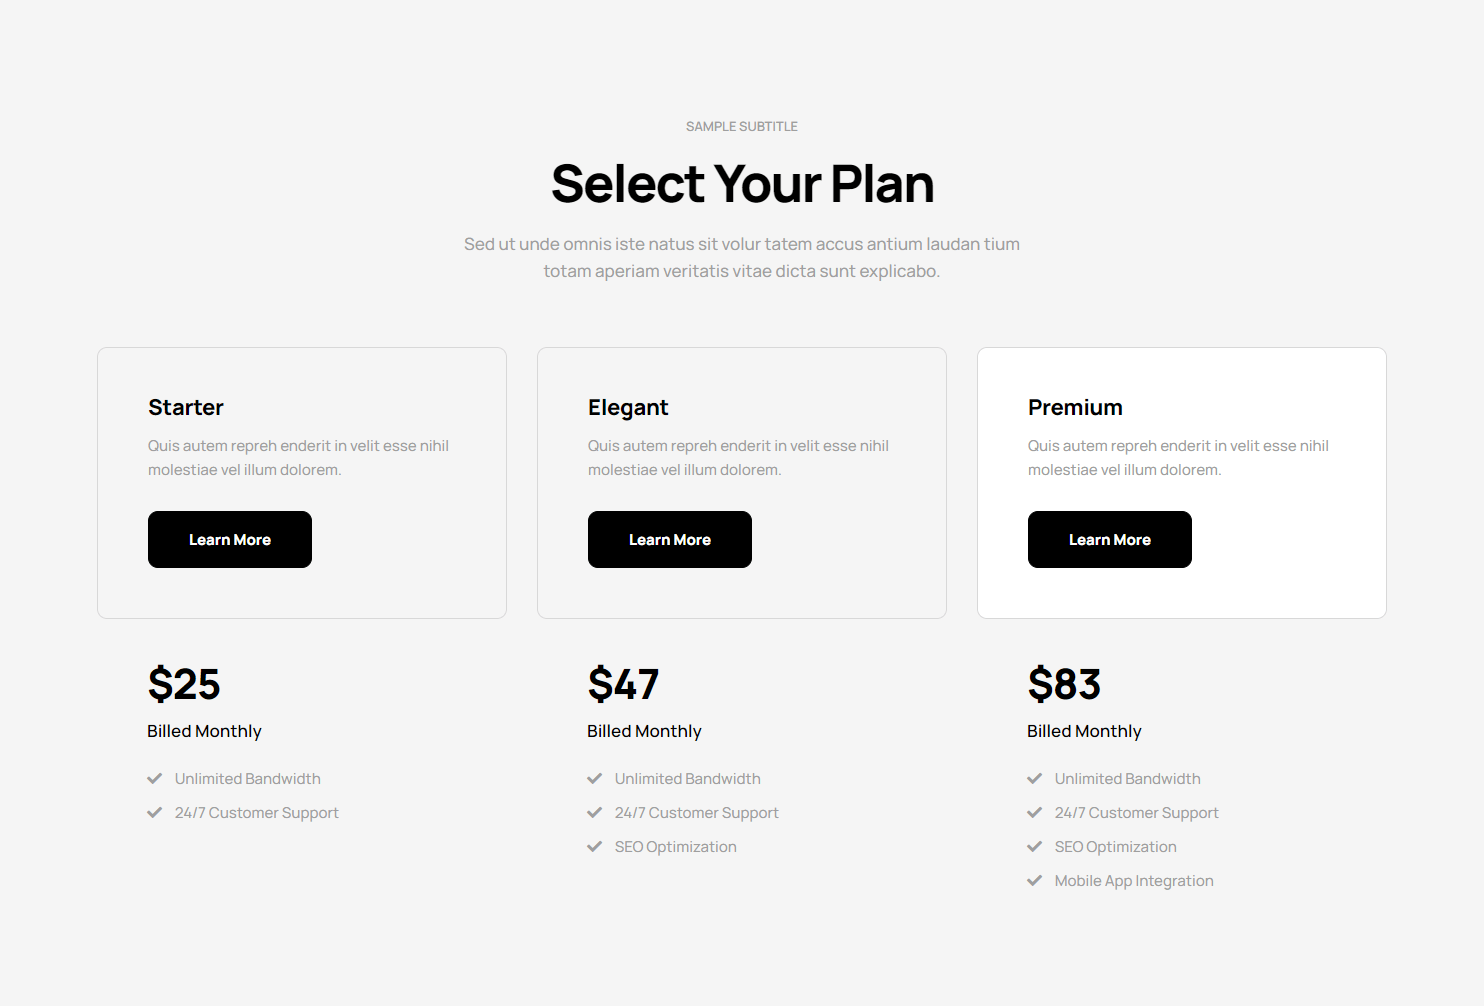 SAMPLE SUBTITLE
Select Your Plan
Sed ut unde omnis iste natus sit volur tatem accus antium laudan tium
totam aperiam veritatis vitae dicta sunt explicabo.
Starter
Quis autem repreh enderit in velit esse nihil
molestiae vel illum dolorem.
Learn More
$25
Billed Monthly
Unlimited Bandwidth
24/7 Customer Support
Elegant
Quis autem repreh enderit in velit esse nihil
molestiae vel illum dolorem.
Learn More
$47
Billed Monthly
Unlimited Bandwidth
24/7 Customer Support
SEO Optimization
Premium
Quis autem repreh enderit in velit esse nihil
molestiae vel illum dolorem.
Learn More
$83
Billed Monthly
Unlimited Bandwidth
24/7 Customer Support
SEO Optimization
Mobile App Integration